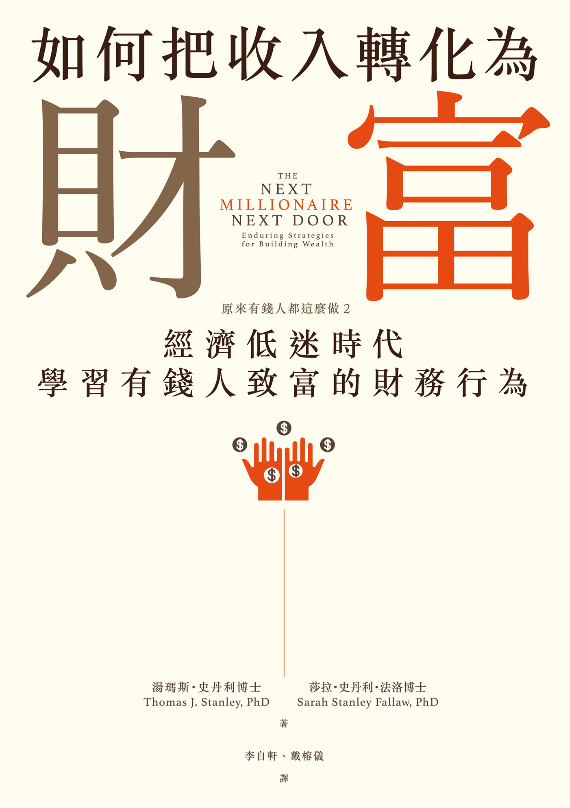 如何把收入轉化為
財富
THE
NEXT
MILLIONAIRE
NEXT DOOR
Enduring Strategies
for Building Wealth
原來有錢人都這麼做 2
經濟低迷時代
學習有錢人致富的財務行為
$ $ $
$ $
湯瑪斯・史丹利博士
Thomas J. Stanley, PhD
莎拉・史丹利・法洛博士
Sarah Stanley Fallaw, PhD
著
李自軒、戴榕儀
譯